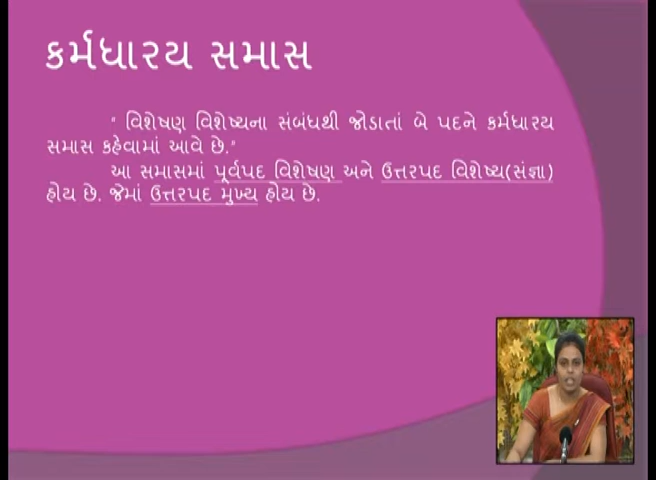 કર્મધારય સમાસ
" વિશેષણ વિશેષ્યના સંબંધથી જોડાતાં બે પદને કર્મધારય
સમાસ કહેવામાં આવે છે."
આ સમાસમાં પૂર્વપદ વિશેષણ અને ઉત્તરપદ વિશેષ્ય(સંજ્ઞા)
હોય છે. જેમાં ઉત્તરપદ મુખ્ય હોય છે.